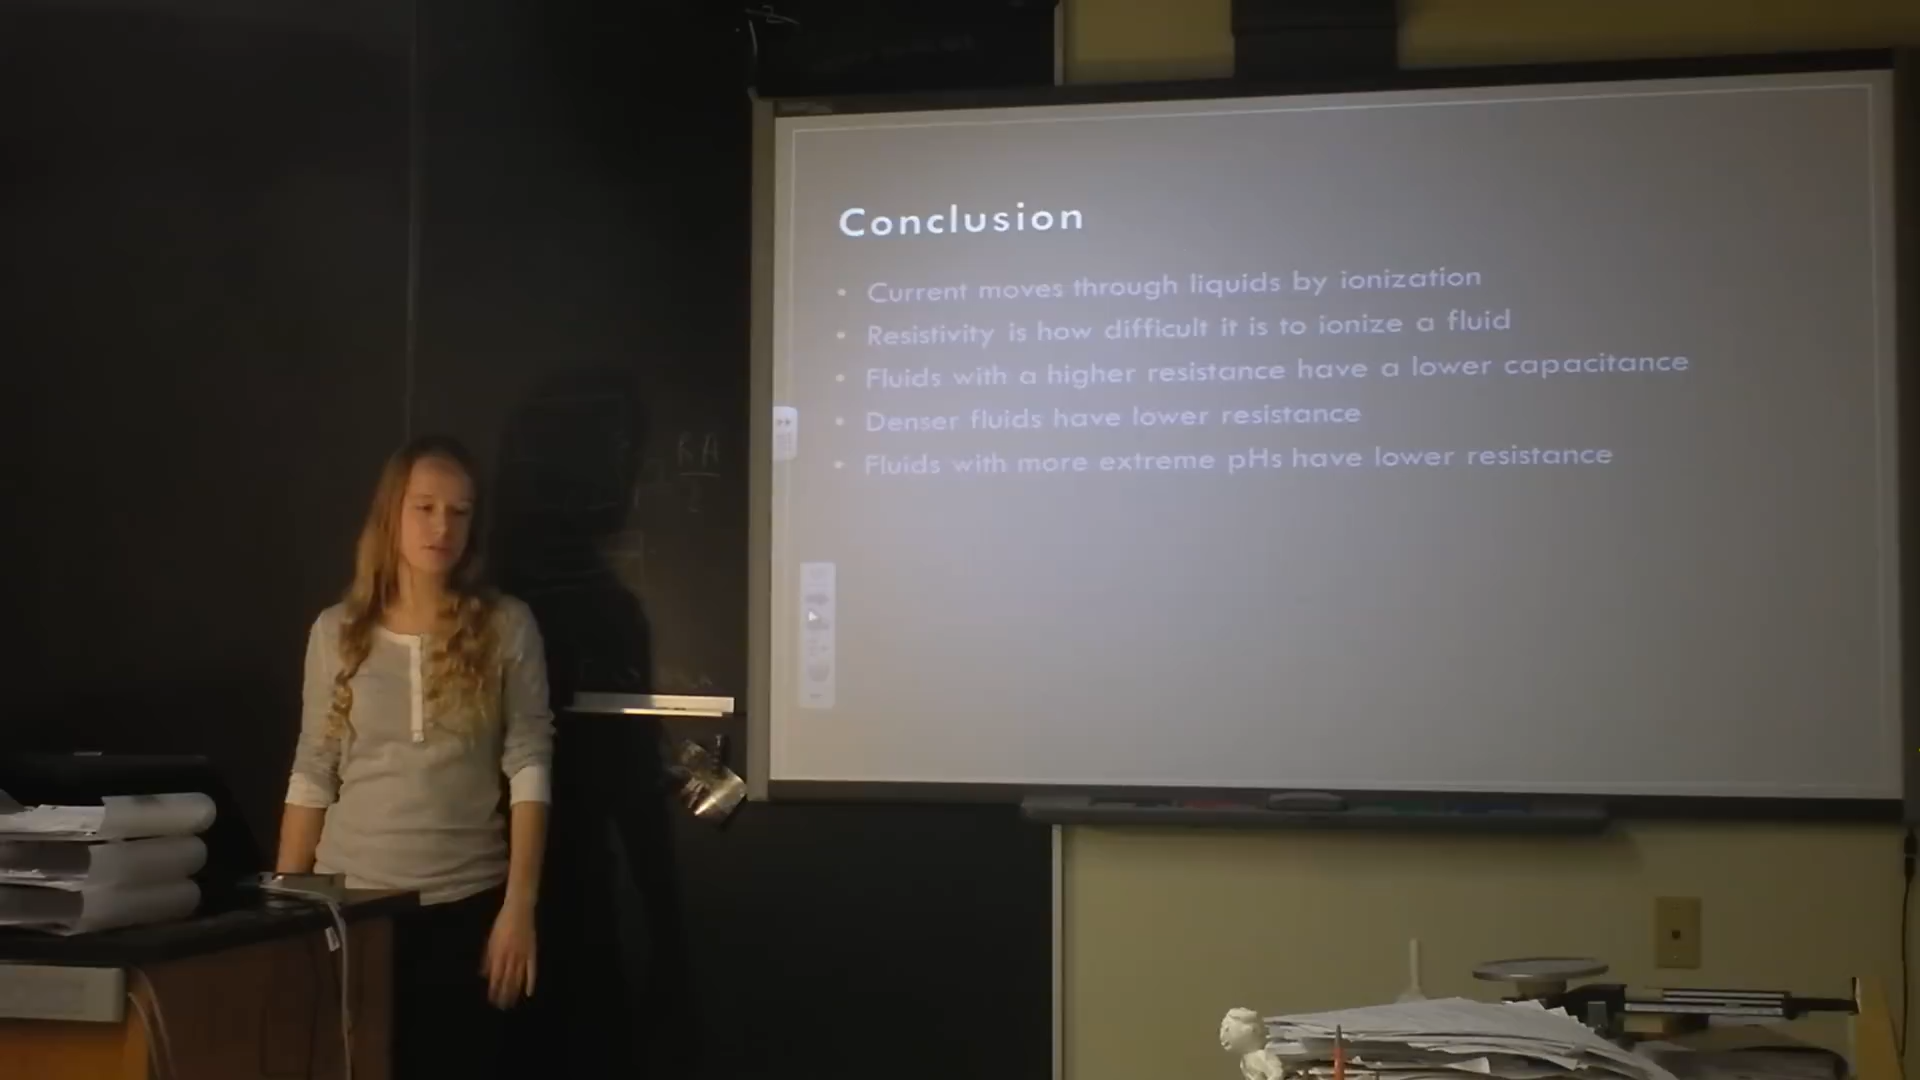 Conclusion
• Current moves through liquids by ionization
• Resistivity is how difficult it is to ionize a fluid
• Fluids with a higher resistance have a lower capacitance
• Denser fluids have lower resistance
• Fluids with more extreme pHs have lower resistance
RA